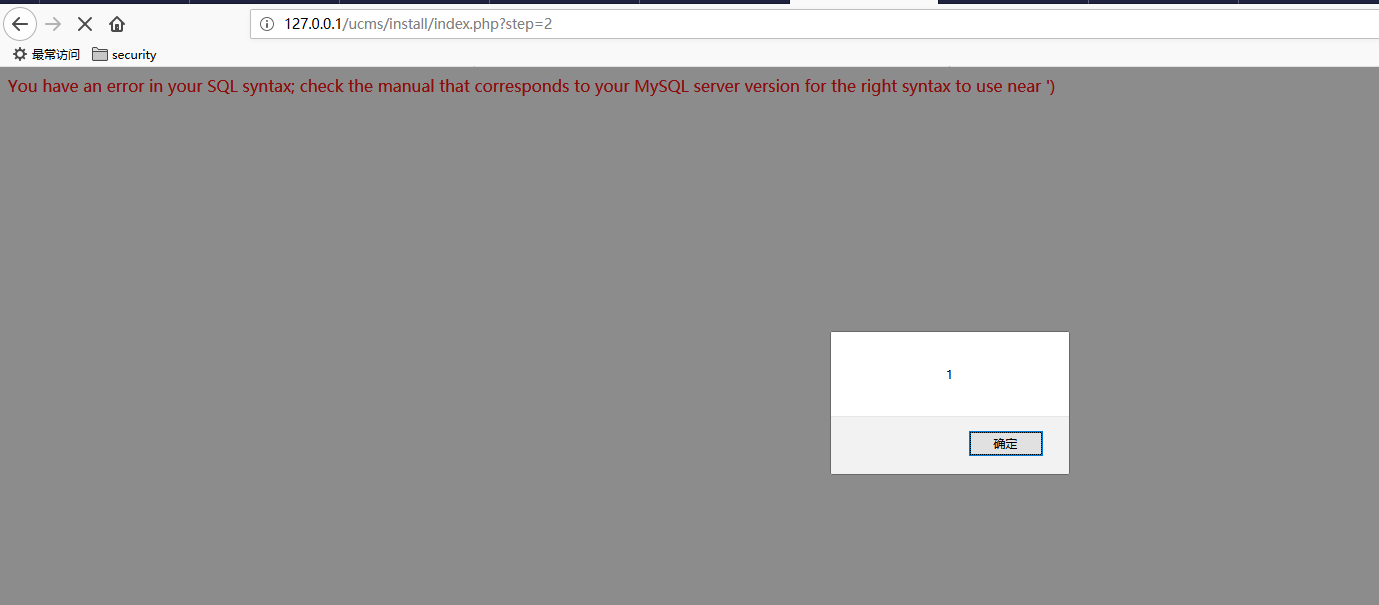 127.0.0.1/ucms/install/index.php?step=2
最常访问 security
You have an error in your SQL syntax; check the manual that corresponds to your MySQL server version for the right syntax to use near ')
1
确定